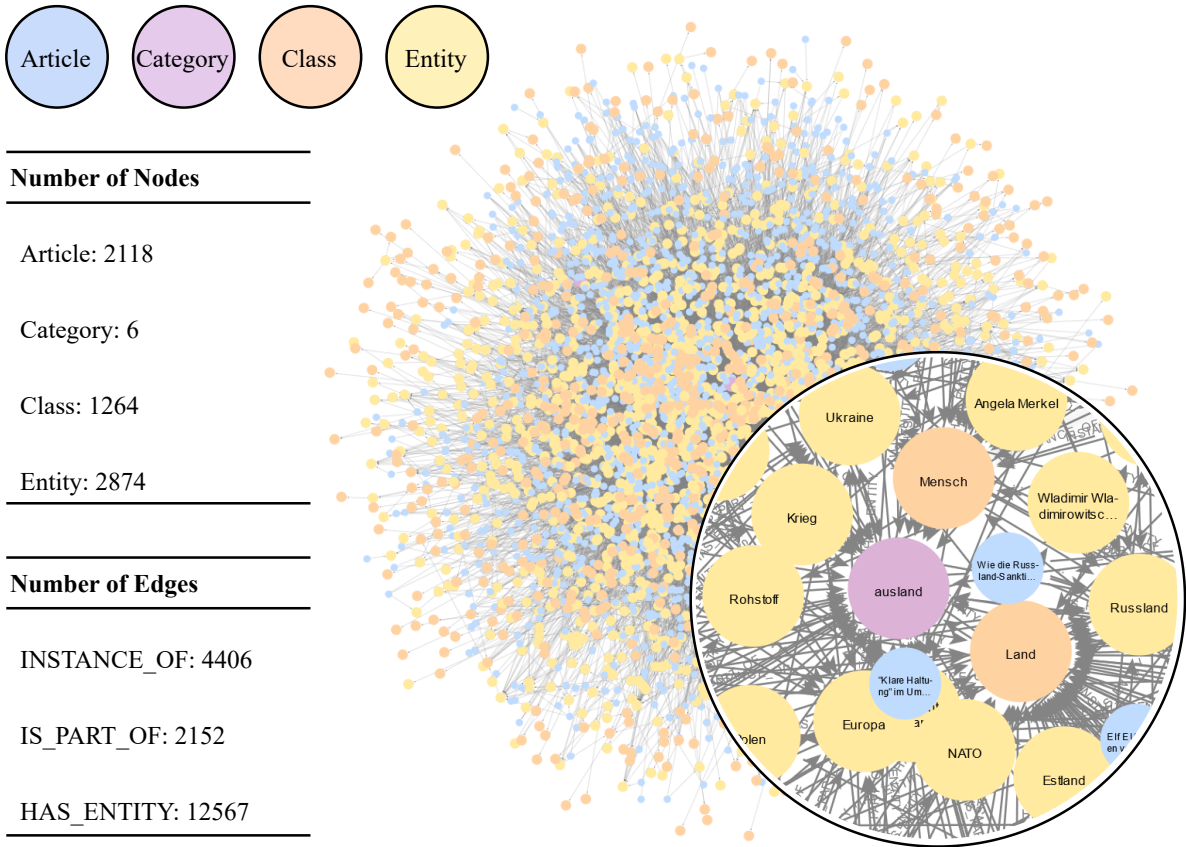 Article
Category
Class
Entity
Number of Nodes
Article: 2118
Category: 6
Class: 1264
Entity: 2874
Number of Edges
INSTANCE_OF: 4406
IS_PART_OF: 2152
HAS_ENTITY: 12567
Ukraine
Angela Merkel
Mensch
Wladimir Wla-
dimirowitsc...
Krieg
Wie die Russ-
land-Sankti...
ausland
Rohstoff
Russland
Land
"Klare Haltu-
ng" im Um...
Europa
NATO
Estland